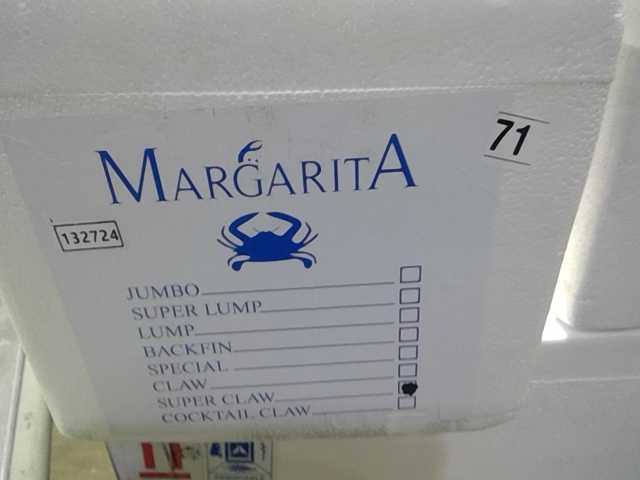 71
MARGARITA
132724
JUMBO
SUPER LUMP
LUMP
BACKFIN
SPECIAL
CLAW
SUPER CLAW
COCKTAIL CLAW